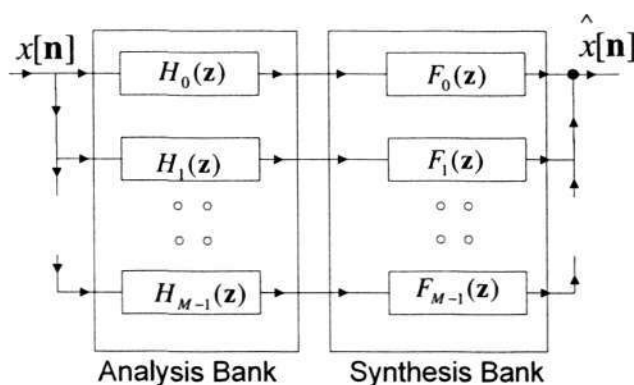 x[n]
x̂[n]
H₀(z)
F₀(z)
H₁(z)
F₁(z)
H_{M-1}(z)
F_{M-1}(z)
Analysis Bank
Synthesis Bank